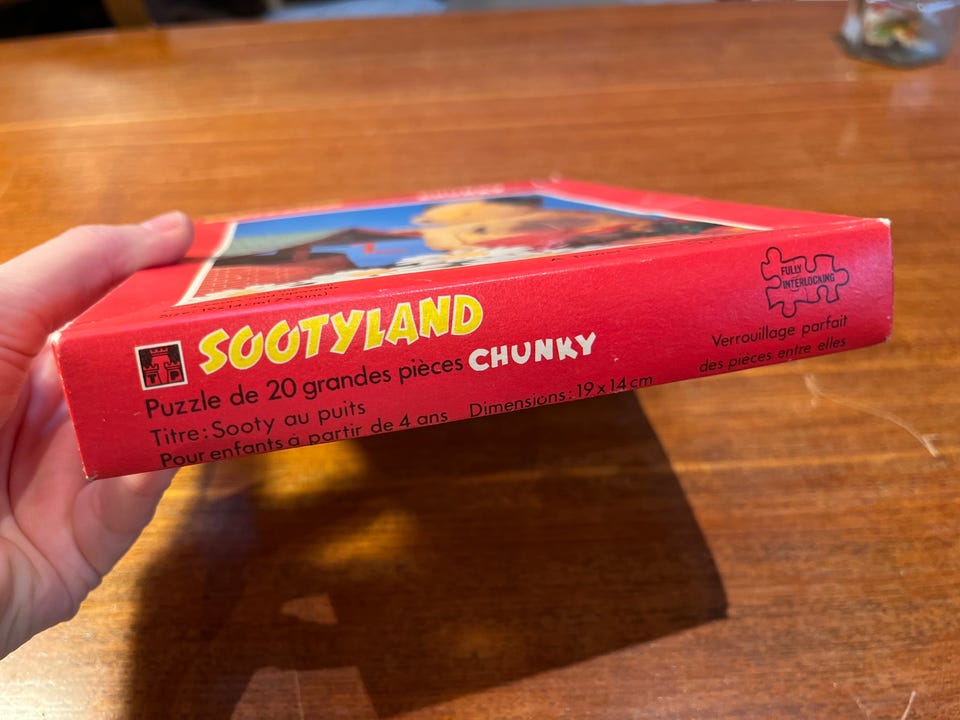 SOOTYLAND
Puzzle de 20 grandes pièces CHUNKY
Titre: Sooty au puits
Pour enfants à partir de 4 ans Dimensions: 19 x 14 cm
FULLY
INTERLOCKING
Verrouillage parfait
des pièces entre elles
TP